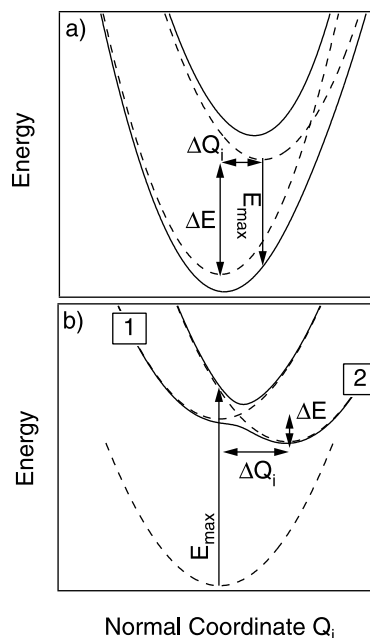 a)
Energy
ΔQi
ΔE
Emax
b)
1
2
Energy
ΔE
ΔQi
Emax
Normal Coordinate Qi